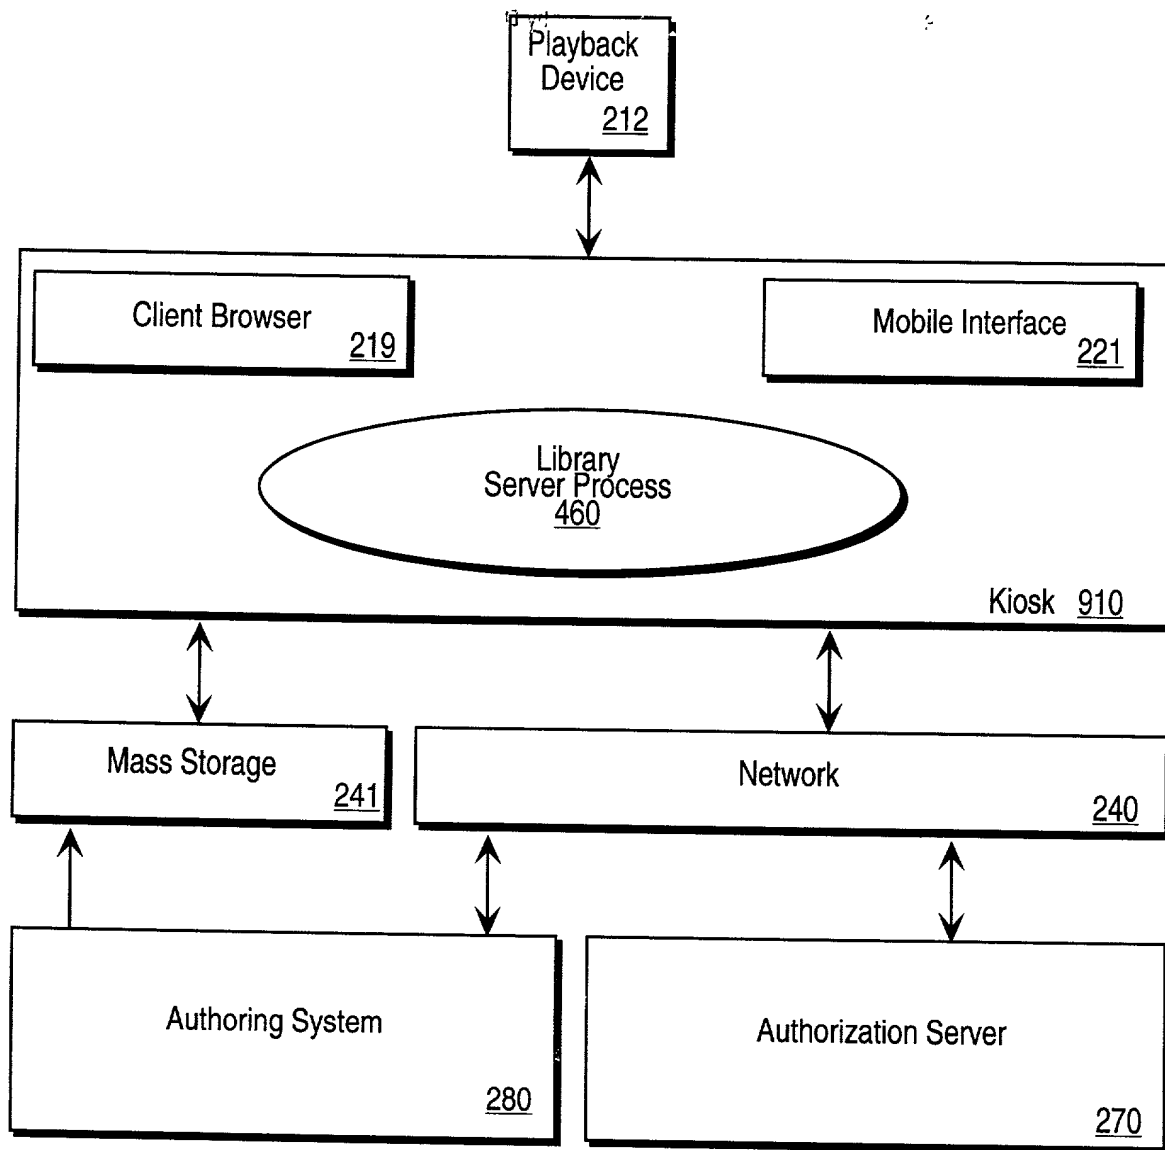 Playback
Device
212
Client Browser
219
Mobile Interface
221
Library
Server Process
460
Kiosk 910
Mass Storage
241
Network
240
Authoring System
280
Authorization Server
270